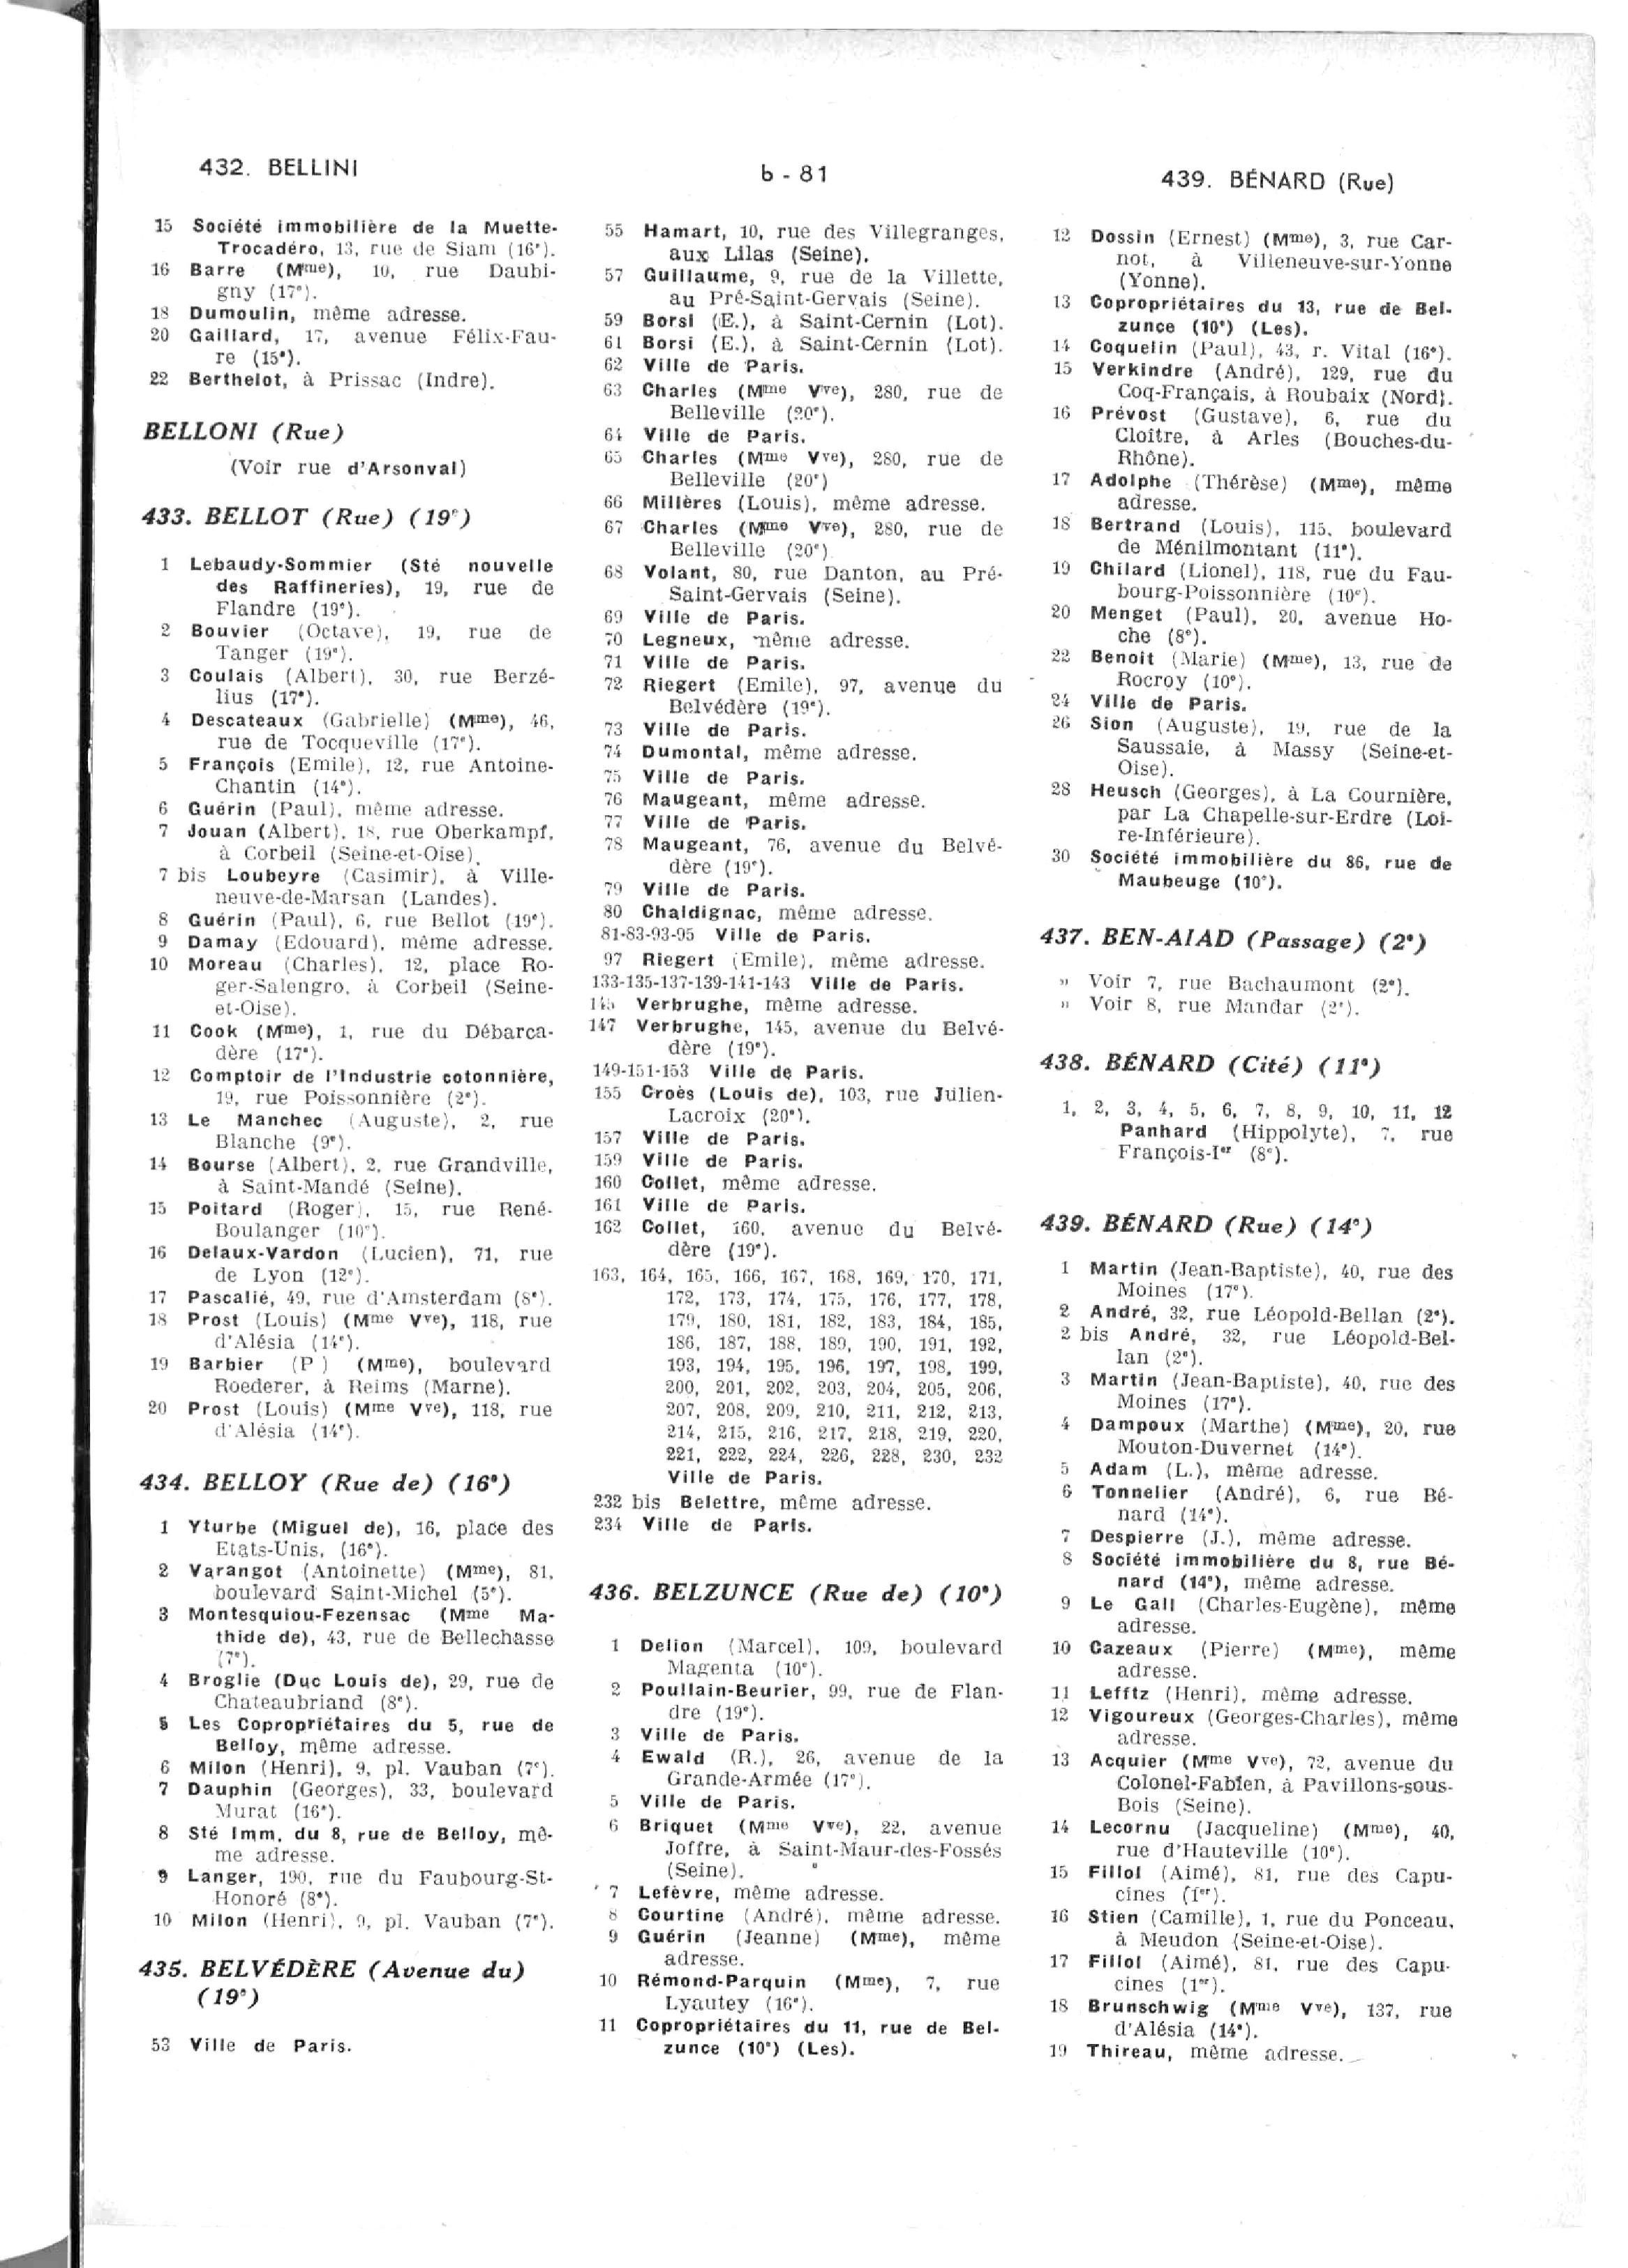 432. BELLINI
b - 81
439. BÉNARD (Rue)
15 Société immobilière de la Muette-
Trocadéro, 13, rue de Siam (16e).
16 Barre (Mme), 10, rue Daubi-
gny (17e).
18 Dumoulin, même adresse.
20 Gaillard, 17, avenue Félix-Fau-
re (15e).
22 Berthelot, à Prissac (Indre).
BELLONI (Rue)
(Voir rue d'Arsonval)
433. BELLOT (Rue) (19e)
1 Lebaudy-Sommier (Sté nouvelle
des Raffineries), 19, rue de
Flandre (19e).
2 Bouvier (Octave), 19, rue de
Tanger (19e).
3 Coulais (Albert), 30, rue Berzé-
lius (17e).
4 Descateaux (Gabrielle) (Mme), 46,
rue de Tocqueville (17e).
5 François (Emile), 12, rue Antoine-
Chantin (14e).
6 Guérin (Paul), même adresse.
7 Jouan (Albert), 18, rue Oberkampf,
à Corbeil (Seine-et-Oise).
7 bis Loubeyre (Casimir), à Ville-
neuve-de-Marsan (Landes).
8 Guérin (Paul), 6, rue Bellot (19e).
9 Damay (Edouard), même adresse.
10 Moreau (Charles), 12, place Ro-
ger-Salengro, à Corbeil (Seine-
et-Oise).
11 Cook (Mme), 1, rue du Débarca-
dère (17e).
12 Comptoir de l'Industrie cotonnière,
19, rue Poissonnière (2e).
13 Le Manchec (Auguste), 2, rue
Blanche (9e).
14 Bourse (Albert), 2, rue Grandville,
à Saint-Mandé (Seine).
15 Poitard (Roger), 15, rue René-
Boulanger (10e).
16 Delaux-Vardon (Lucien), 71, rue
de Lyon (12e).
17 Pascalié, 49, rue d'Amsterdam (8e).
18 Prost (Louis) (Mme Vve), 118, rue
d'Alésia (14e).
19 Barbier (P ) (Mme), boulevard
Roederer, à Reims (Marne).
20 Prost (Louis) (Mme Vve), 118, rue
d'Alésia (14e).
434. BELLOY (Rue de) (16e)
1 Yturbe (Miguel de), 16, place des
Etats-Unis, (16e).
2 Varangot (Antoinette) (Mme), 81,
boulevard Saint-Michel (5e).
3 Montesquiou-Fezensac (Mme Ma-
thide de), 43, rue de Bellechasse
(7e).
4 Broglie (Duc Louis de), 29, rue de
Chateaubriand (8e).
5 Les Copropriétaires du 5, rue de
Belloy, même adresse.
6 Milon (Henri), 9, pl. Vauban (7e).
7 Dauphin (Georges), 33, boulevard
Murat (16e).
8 Sté Imm. du 8, rue de Belloy, mê-
me adresse.
9 Langer, 190, rue du Faubourg-St-
Honoré (8e).
10 Milon (Henri), 9, pl. Vauban (7e).
435. BELVÉDÈRE (Avenue du)
(19e)
53 Ville de Paris.
55 Hamart, 10, rue des Villegranges,
aux Lilas (Seine).
57 Guillaume, 9, rue de la Villette,
au Pré-Saint-Gervais (Seine).
59 Borsi (E.), à Saint-Cernin (Lot).
61 Borsi (E.), à Saint-Cernin (Lot).
62 Ville de Paris.
63 Charles (Mme Vve), 280, rue de
Belleville (20e).
64 Ville de Paris.
65 Charles (Mme Vve), 280, rue de
Belleville (20e)
66 Millères (Louis), même adresse.
67 Charles (Mme Vve), 280, rue de
Belleville (20e)
68 Volant, 80, rue Danton, au Pré-
Saint-Gervais (Seine).
69 Ville de Paris.
70 Legneux, même adresse.
71 Ville de Paris.
72 Riegert (Emile), 97, avenue du
Belvédère (19e).
73 Ville de Paris.
74 Dumontal, même adresse.
75 Ville de Paris.
76 Maugeant, même adresse.
77 Ville de Paris.
78 Maugeant, 76, avenue du Belvé-
dère (19e).
79 Ville de Paris.
80 Chaldignac, même adresse.
81-83-93-95 Ville de Paris.
97 Riegert (Emile), même adresse.
133-135-137-139-141-143 Ville de Paris.
145 Verbrughe, même adresse.
147 Verbrughe, 145, avenue du Belvé-
dère (19e).
149-151-153 Ville de Paris.
155 Croès (Louis de), 103, rue Julien-
Lacroix (20e).
157 Ville de Paris.
159 Ville de Paris.
160 Collet, même adresse.
161 Ville de Paris.
162 Collet, 160, avenue du Belvé-
dère (19e).
163, 164, 165, 166, 167, 168, 169, 170, 171,
172, 173, 174, 175, 176, 177, 178,
179, 180, 181, 182, 183, 184, 185,
186, 187, 188, 189, 190, 191, 192,
193, 194, 195, 196, 197, 198, 199,
200, 201, 202, 203, 204, 205, 206,
207, 208, 209, 210, 211, 212, 213,
214, 215, 216, 217, 218, 219, 220,
221, 222, 224, 226, 228, 230, 232
Ville de Paris.
232 bis Belettre, même adresse.
234 Ville de Paris.
436. BELZUNCE (Rue de) (10e)
1 Delion (Marcel), 109, boulevard
Magenta (10e).
2 Poullain-Beurier, 99, rue de Flan-
dre (19e).
3 Ville de Paris.
4 Ewald (R.), 26, avenue de la
Grande-Armée (17e).
5 Ville de Paris.
6 Briquet (Mme Vve), 22, avenue
Joffre, à Saint-Maur-des-Fossés
(Seine).
7 Lefèvre, même adresse.
8 Courtine (André), même adresse.
9 Guérin (Jeanne) (Mme), même
adresse.
10 Rémond-Parquin (Mme), 7, rue
Lyautey (16e).
11 Copropriétaires du 11, rue de Bel-
zunce (10e) (Les).
12 Dossin (Ernest) (Mme), 3, rue Car-
not, à Villeneuve-sur-Yonne
(Yonne).
13 Copropriétaires du 13, rue de Bel-
zunce (10e) (Les).
14 Coquelin (Paul), 43, r. Vital (16e).
15 Verkindre (André), 129, rue du
Coq-Français, à Roubaix (Nord).
16 Prévost (Gustave), 6, rue du
Cloître, à Arles (Bouches-du-
Rhône).
17 Adolphe (Thérèse) (Mme), même
adresse.
18 Bertrand (Louis), 115, boulevard
de Ménilmontant (11e).
19 Chilard (Lionel), 118, rue du Fau-
bourg-Poissonnière (10e).
20 Menget (Paul), 20, avenue Ho-
che (8e).
22 Benoit (Marie) (Mme), 13, rue de
Rocroy (10e).
24 Ville de Paris.
26 Sion (Auguste), 19, rue de la
Saussaie, à Massy (Seine-et-
Oise).
28 Heusch (Georges), à La Cournière,
par La Chapelle-sur-Erdre (Loi-
re-Inférieure).
30 Société immobilière du 86, rue de
Maubeuge (10e).
437. BEN-AIAD (Passage) (2e)
» Voir 7, rue Bachaumont (2e).
» Voir 8, rue Mandar (2e).
438. BÉNARD (Cité) (11e)
1, 2, 3, 4, 5, 6, 7, 8, 9, 10, 11, 12
Panhard (Hippolyte), 7, rue
François-Ier (8e).
439. BÉNARD (Rue) (14e)
1 Martin (Jean-Baptiste), 40, rue des
Moines (17e).
2 André, 32, rue Léopold-Bellan (2e).
2 bis André, 32, rue Léopold-Bel-
lan (2e).
3 Martin (Jean-Baptiste), 40, rue des
Moines (17e).
4 Dampoux (Marthe) (Mme), 20, rue
Mouton-Duvernet (14e).
5 Adam (L.), même adresse.
6 Tonnelier (André), 6, rue Bé-
nard (14e).
7 Despierre (J.), même adresse.
8 Société immobilière du 8, rue Bé-
nard (14e), même adresse.
9 Le Gall (Charles-Eugène), même
adresse.
10 Cazeaux (Pierre) (Mme), même
adresse.
11 Lefftz (Henri), même adresse.
12 Vigoureux (Georges-Charles), même
adresse.
13 Acquier (Mme Vve), 72, avenue du
Colonel-Fabien, à Pavillons-sous-
Bois (Seine).
14 Lecornu (Jacqueline) (Mme), 40,
rue d'Hauteville (10e).
15 Fillol (Aimé), 81, rue des Capu-
cines (1er).
16 Stien (Camille), 1, rue du Ponceau,
à Meudon (Seine-et-Oise).
17 Fillol (Aimé), 81, rue des Capu-
cines (1er).
18 Brunschwig (Mme Vve), 137, rue
d'Alésia (14e).
19 Thireau, même adresse.